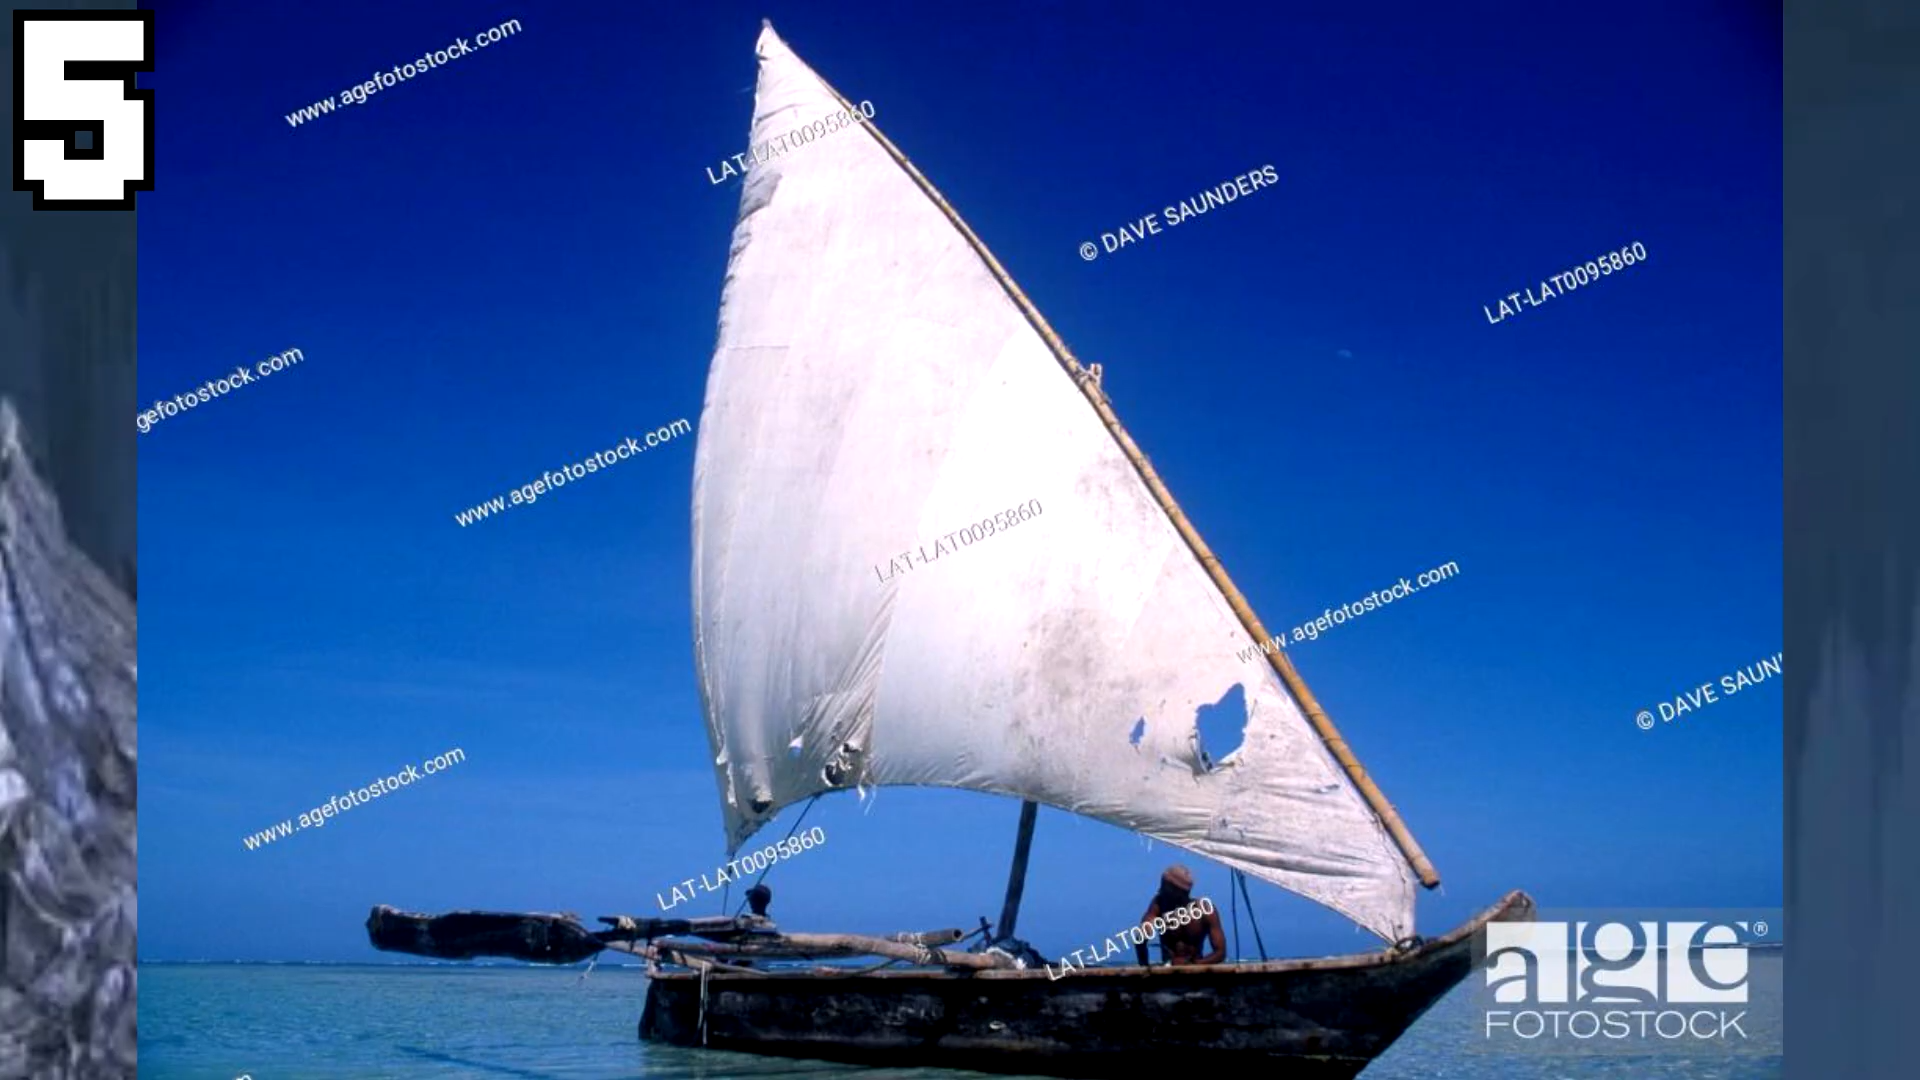 5
www.agefotostock.com
LAT-LAT0095860
© DAVE SAUNDERS
LAT-LAT0095860
gefotostock.com
www.agefotostock.com
LAT-LAT0095860
www.agefotostock.com
© DAVE SAUN
www.agefotostock.com
LAT-LAT0095860
LAT-LAT0095860
age®
FOTOSTOCK